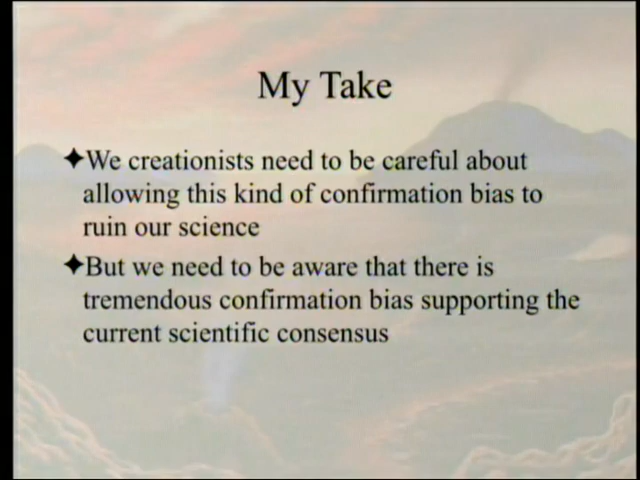 My Take
✦We creationists need to be careful about
allowing this kind of confirmation bias to
ruin our science
✦But we need to be aware that there is
tremendous confirmation bias supporting the
current scientific consensus